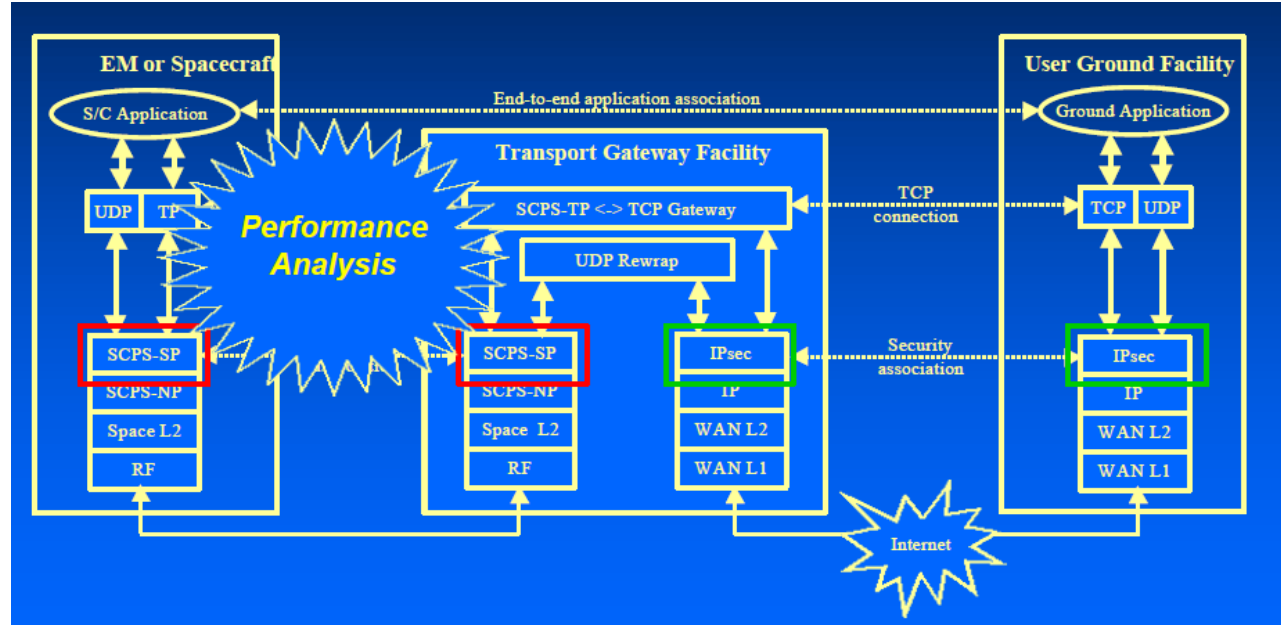 EM or Spacecraft
S/C Application
UDP
TP
SCPS-SP
SCPS-NP
Space L2
RF
Performance
Analysis
End-to-end application association
Transport Gateway Facility
SCPS-TP <-> TCP Gateway
UDP Rewrap
SCPS-SP
SCPS-NP
Space L2
RF
IPsec
IP
WAN L2
WAN L1
TCP
connection
Security
association
Internet
User Ground Facility
Ground Application
TCP
UDP
IPsec
IP
WAN L2
WAN L1